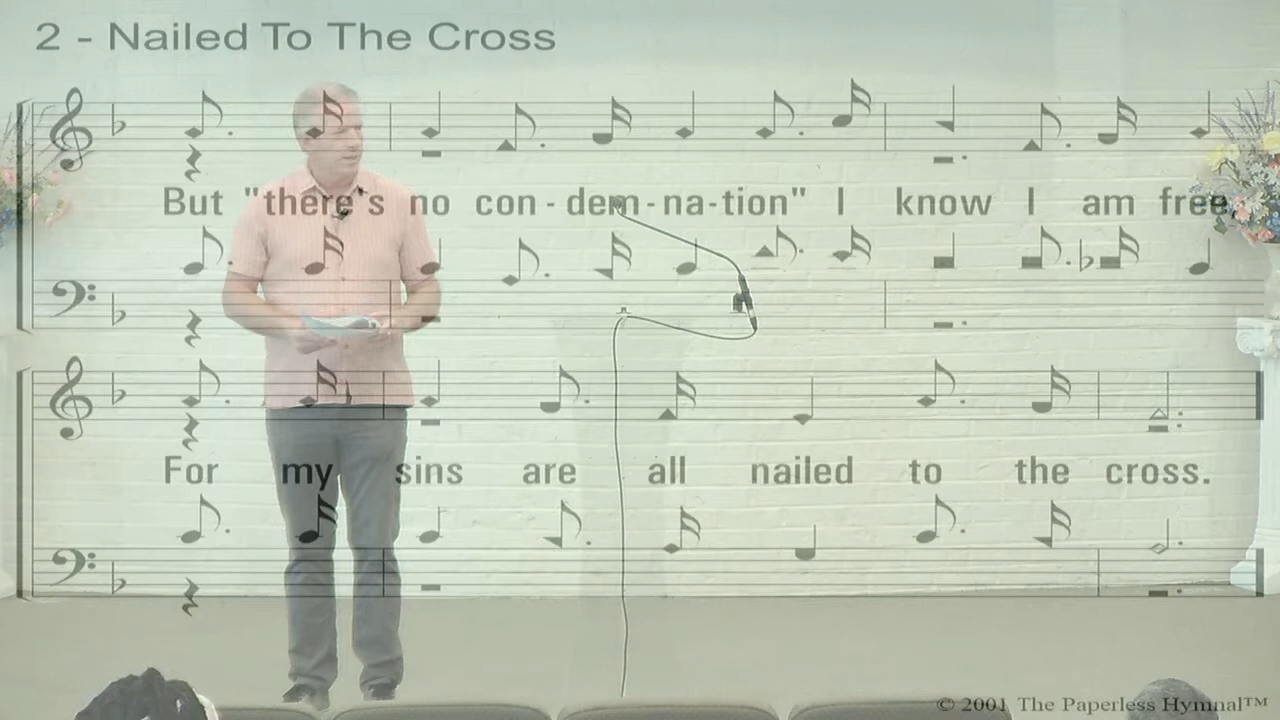 2 - Nailed To The Cross
But "there's no con - dem - na - tion" I know I am free,
For my sins are all nailed to the cross.
© 2001 The Paperless Hymnal™